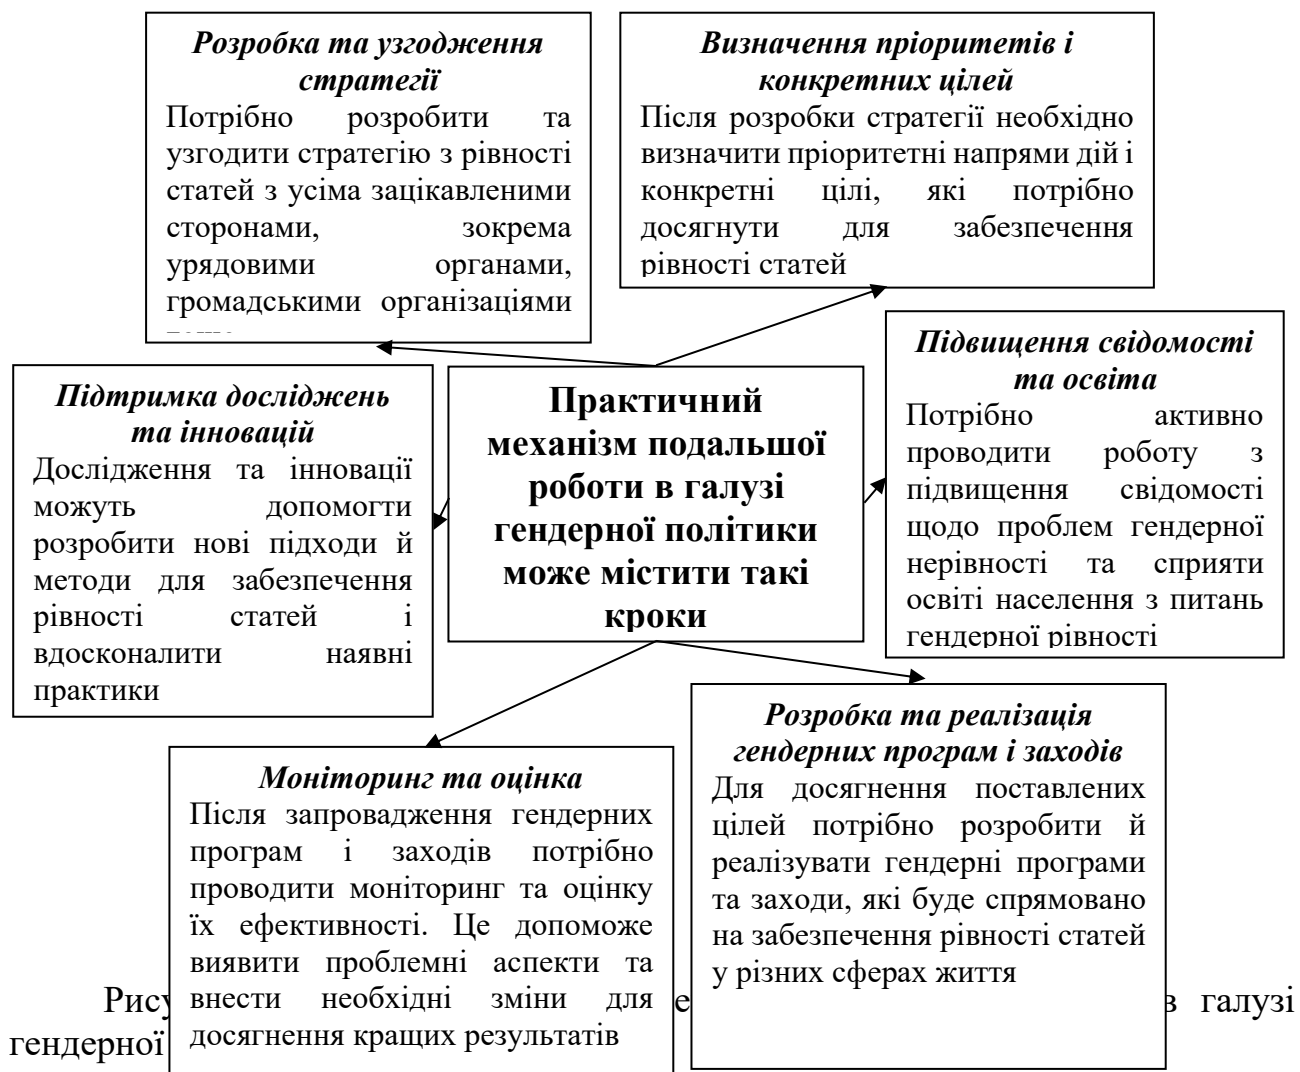 Розробка та узгодження
стратегії
Потрібно розробити та
узгодити стратегію з рівності
статей з усіма зацікавленими
сторонами, зокрема
урядовими органами,
громадськими організаціями
Визначення пріоритетів і
конкретних цілей
Після розробки стратегії необхідно
визначити пріоритетні напрями дій і
конкретні цілі, які потрібно
досягнути для забезпечення
рівності статей
Підтримка досліджень
та інновацій
Дослідження та інновації
можуть допомогти
розробити нові підходи й
методи для забезпечення
рівності статей і
вдосконалити наявні
практики
Практичний
механізм подальшої
роботи в галузі
гендерної політики
може містити такі
кроки
Підвищення свідомості
та освіта
Потрібно активно
проводити роботу з
підвищення свідомості
щодо проблем гендерної
нерівності та сприяти
освіті населення з питань
гендерної рівності
Моніторинг та оцінка
Після запровадження гендерних
програм і заходів потрібно
проводити моніторинг та оцінку
їх ефективності. Це допоможе
виявити проблемні аспекти та
внести необхідні зміни для
досягнення кращих результатів
Розробка та реалізація
гендерних програм і заходів
Для досягнення поставлених
цілей потрібно розробити й
реалізувати гендерні програми
та заходи, які буде спрямовано
на забезпечення рівності статей
у різних сферах життя
в галузі
гендерної